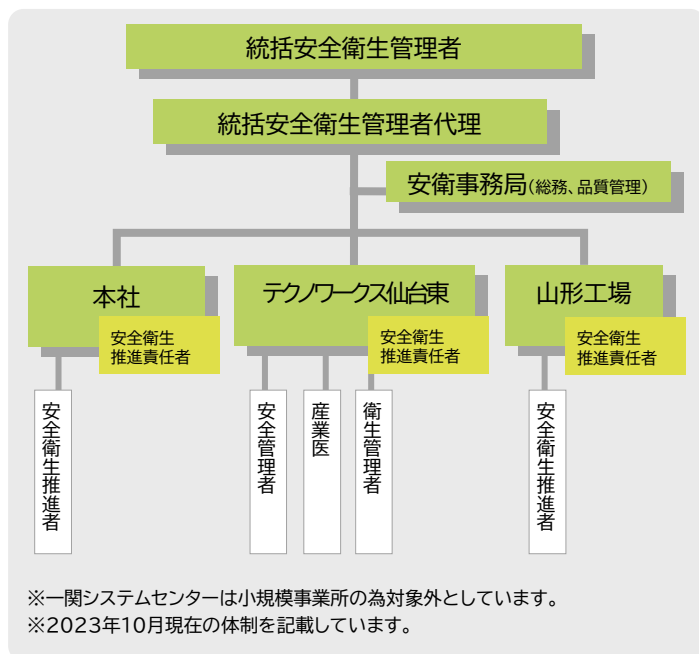 統括安全衛生管理者
統括安全衛生管理者代理
安衛事務局(総務、品質管理)
本社
安全衛生
推進責任者
テクノワークス仙台東
安全衛生
推進責任者
山形工場
安全衛生
推進責任者
安全衛生推進者
安全管理者
産業医
衛生管理者
安全衛生推進者
※一関システムセンターは小規模事業所の為対象外としています。
※2023年10月現在の体制を記載しています。